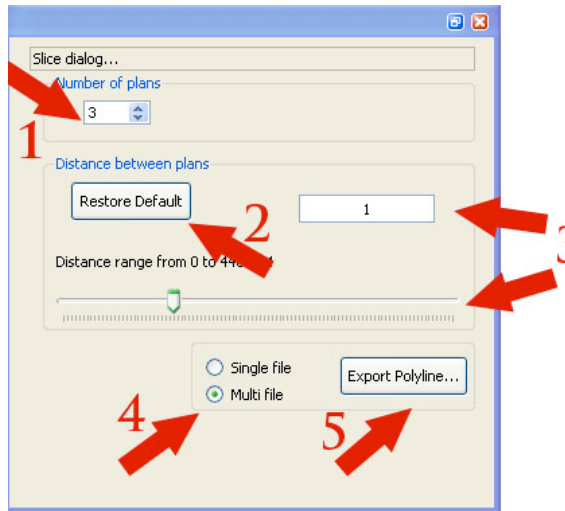 Slice dialog...
Number of plans
3
1
Distance between plans
Restore Default
2
1
3
Distance range from 0 to
Single file
Multi file
Export Polyline...
4
5